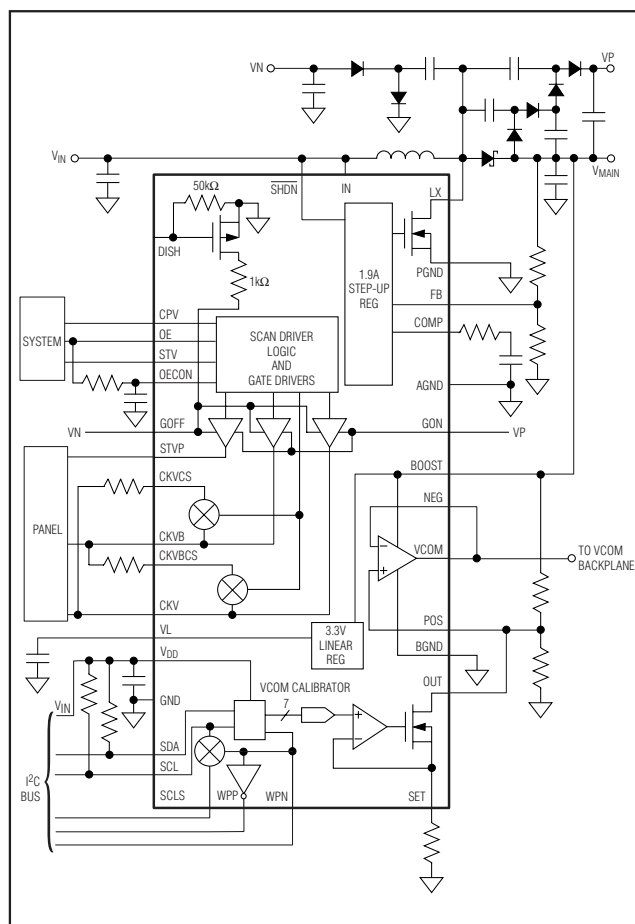 VN
VP
VIN
VMAIN
50kΩ
SHDN
IN
LX
DISH
1kΩ
1.9A
STEP-UP
REG
PGND
FB
COMP
SYSTEM
CPV
OE
STV
OECON
SCAN DRIVER
LOGIC
AND
GATE DRIVERS
AGND
VN
GOFF
GON
VP
STVP
BOOST
NEG
PANEL
CKVCS
CKVB
CKVBCS
CKV
VCOM
TO VCOM
BACKPLANE
POS
VL
3.3V
LINEAR
REG
BGND
VDD
OUT
VIN
GND
VCOM CALIBRATOR
7
SDA
SCL
I2C
BUS
SCLS
WPP
WPN
SET